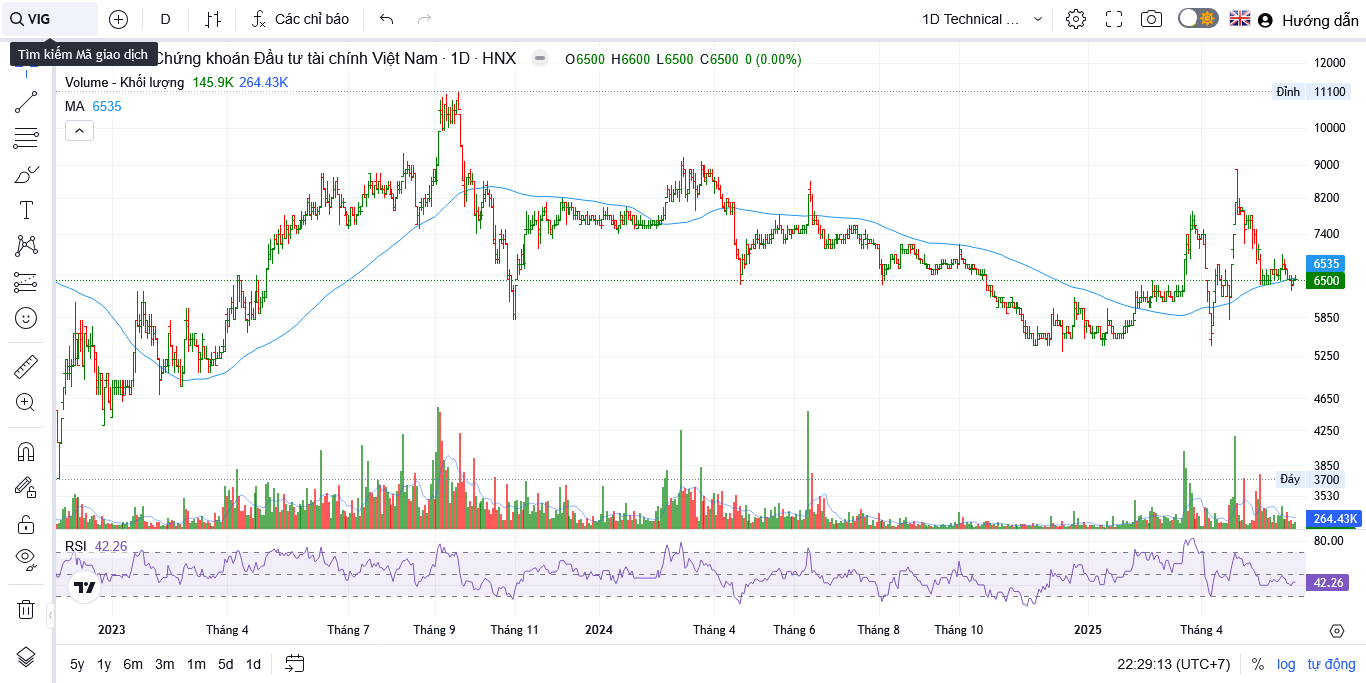 VIG D Các chỉ báo 1D Technical ... Hướng dẫn
Tìm kiếm Mã giao dịch
Chứng khoán Đầu tư tài chính Việt Nam · 1D · HNX O6500 H6600 L6500 C6500 0 (0.00%)
Volume - Khối lượng 145.9K 264.43K
MA 6535
12000
Đỉnh 11100
10000
9000
8200
7400
6535
6500
5850
5250
4650
4250
3850
Đáy 3700
3530
264.43K
RSI 42.26
80.00
42.26
2023 Tháng 4 Tháng 7 Tháng 9 Tháng 11 2024 Tháng 4 Tháng 6 Tháng 8 Tháng 10 2025 Tháng 4
5y 1y 6m 3m 1m 5d 1d 22:29:13 (UTC+7) % log tự động